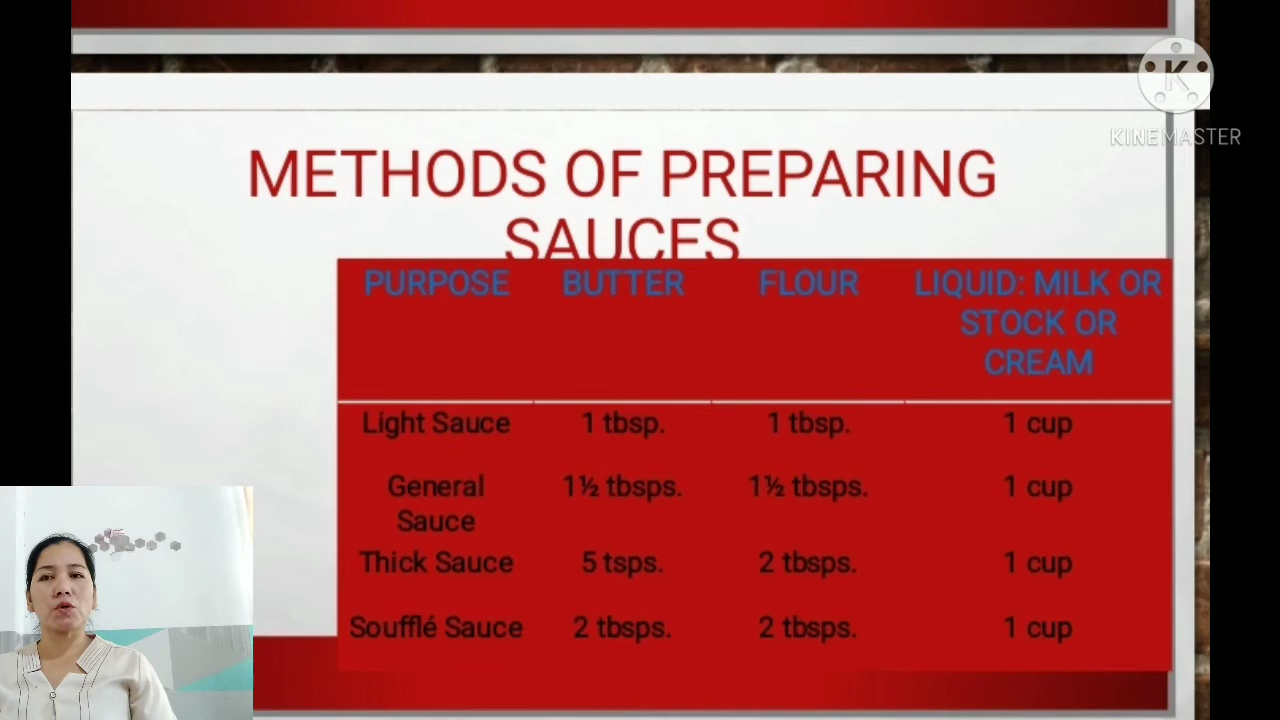 K
KINEMASTER
METHODS OF PREPARING
SAUCES
PURPOSE BUTTER FLOUR LIQUID: MILK OR
STOCK OR
CREAM
Light Sauce 1 tbsp. 1 tbsp. 1 cup
General 1½ tbsps. 1½ tbsps. 1 cup
Sauce
Thick Sauce 5 tsps. 2 tbsps. 1 cup
Soufflé Sauce 2 tbsps. 2 tbsps. 1 cup